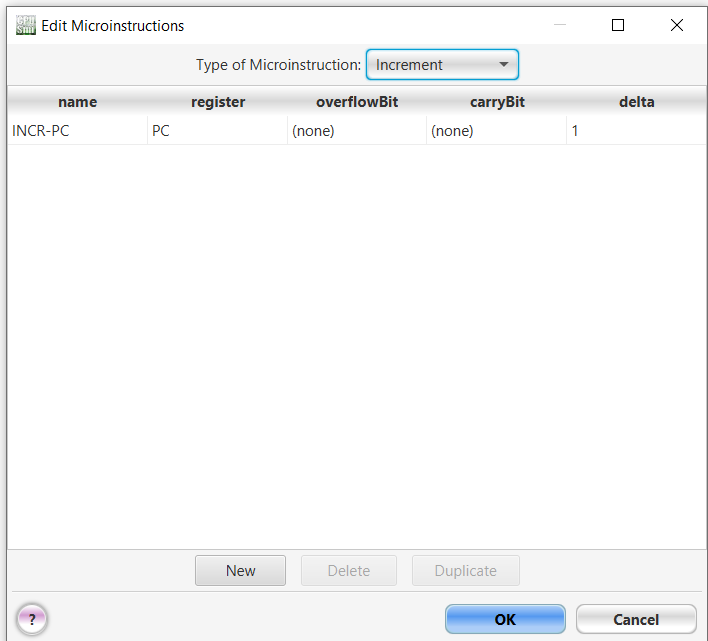 Edit Microinstructions
Type of Microinstruction: Increment
name register overflowBit carryBit delta
INCR-PC PC (none) (none) 1
New Delete Duplicate
? OK Cancel